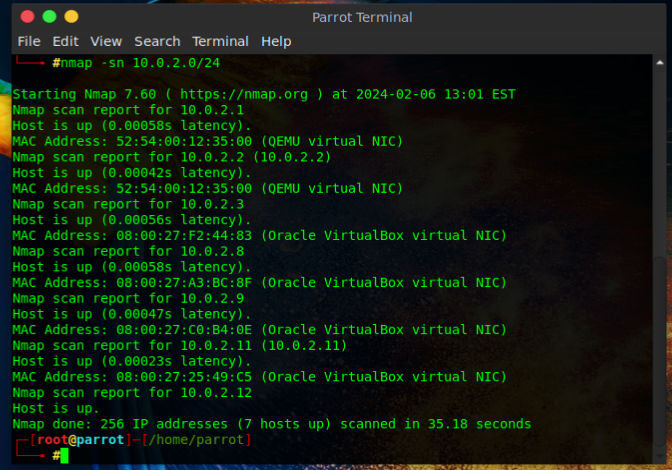 Parrot Terminal
File Edit View Search Terminal Help
#nmap -sn 10.0.2.0/24
Starting Nmap 7.60 ( https://nmap.org ) at 2024-02-06 13:01 EST
Nmap scan report for 10.0.2.1
Host is up (0.00058s latency).
MAC Address: 52:54:00:12:35:00 (QEMU virtual NIC)
Nmap scan report for 10.0.2.2 (10.0.2.2)
Host is up (0.00042s latency).
MAC Address: 52:54:00:12:35:00 (QEMU virtual NIC)
Nmap scan report for 10.0.2.3
Host is up (0.00056s latency).
MAC Address: 08:00:27:F2:44:83 (Oracle VirtualBox virtual NIC)
Nmap scan report for 10.0.2.8
Host is up (0.00058s latency).
MAC Address: 08:00:27:A3:BC:8F (Oracle VirtualBox virtual NIC)
Nmap scan report for 10.0.2.9
Host is up (0.00047s latency).
MAC Address: 08:00:27:C0:B4:0E (Oracle VirtualBox virtual NIC)
Nmap scan report for 10.0.2.11 (10.0.2.11)
Host is up (0.00023s latency).
MAC Address: 08:00:27:25:49:C5 (Oracle VirtualBox virtual NIC)
Nmap scan report for 10.0.2.12
Host is up.
Nmap done: 256 IP addresses (7 hosts up) scanned in 35.18 seconds
[root@parrot]-[/home/parrot]
#